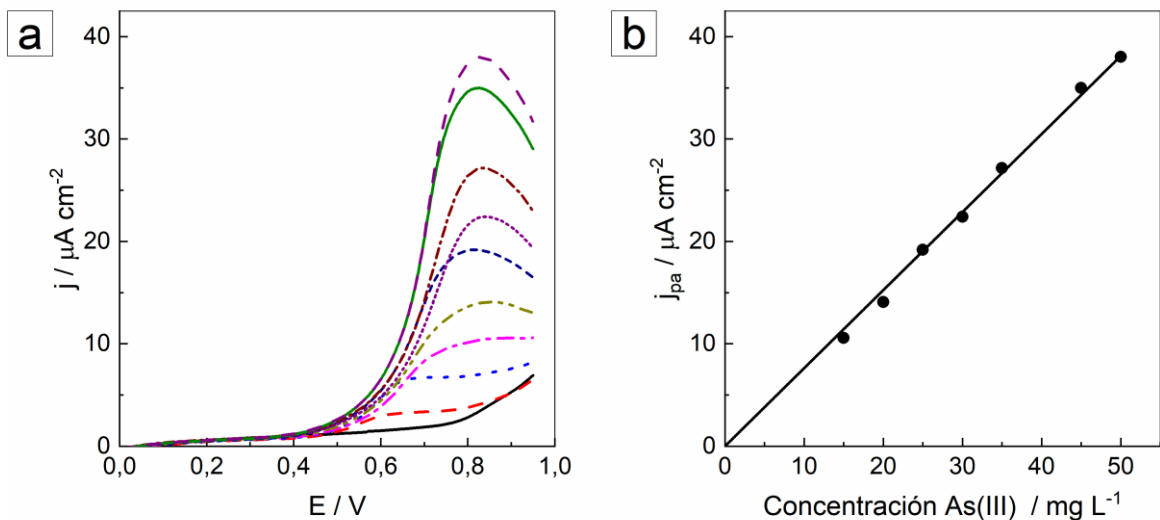 a
40
30
20
10
0
j / μA cm-2
0,0 0,2 0,4 0,6 0,8 1,0
E / V
b
40
30
20
10
0
jpa / μA cm-2
0 10 20 30 40 50
Concentración As(III) / mg L-1